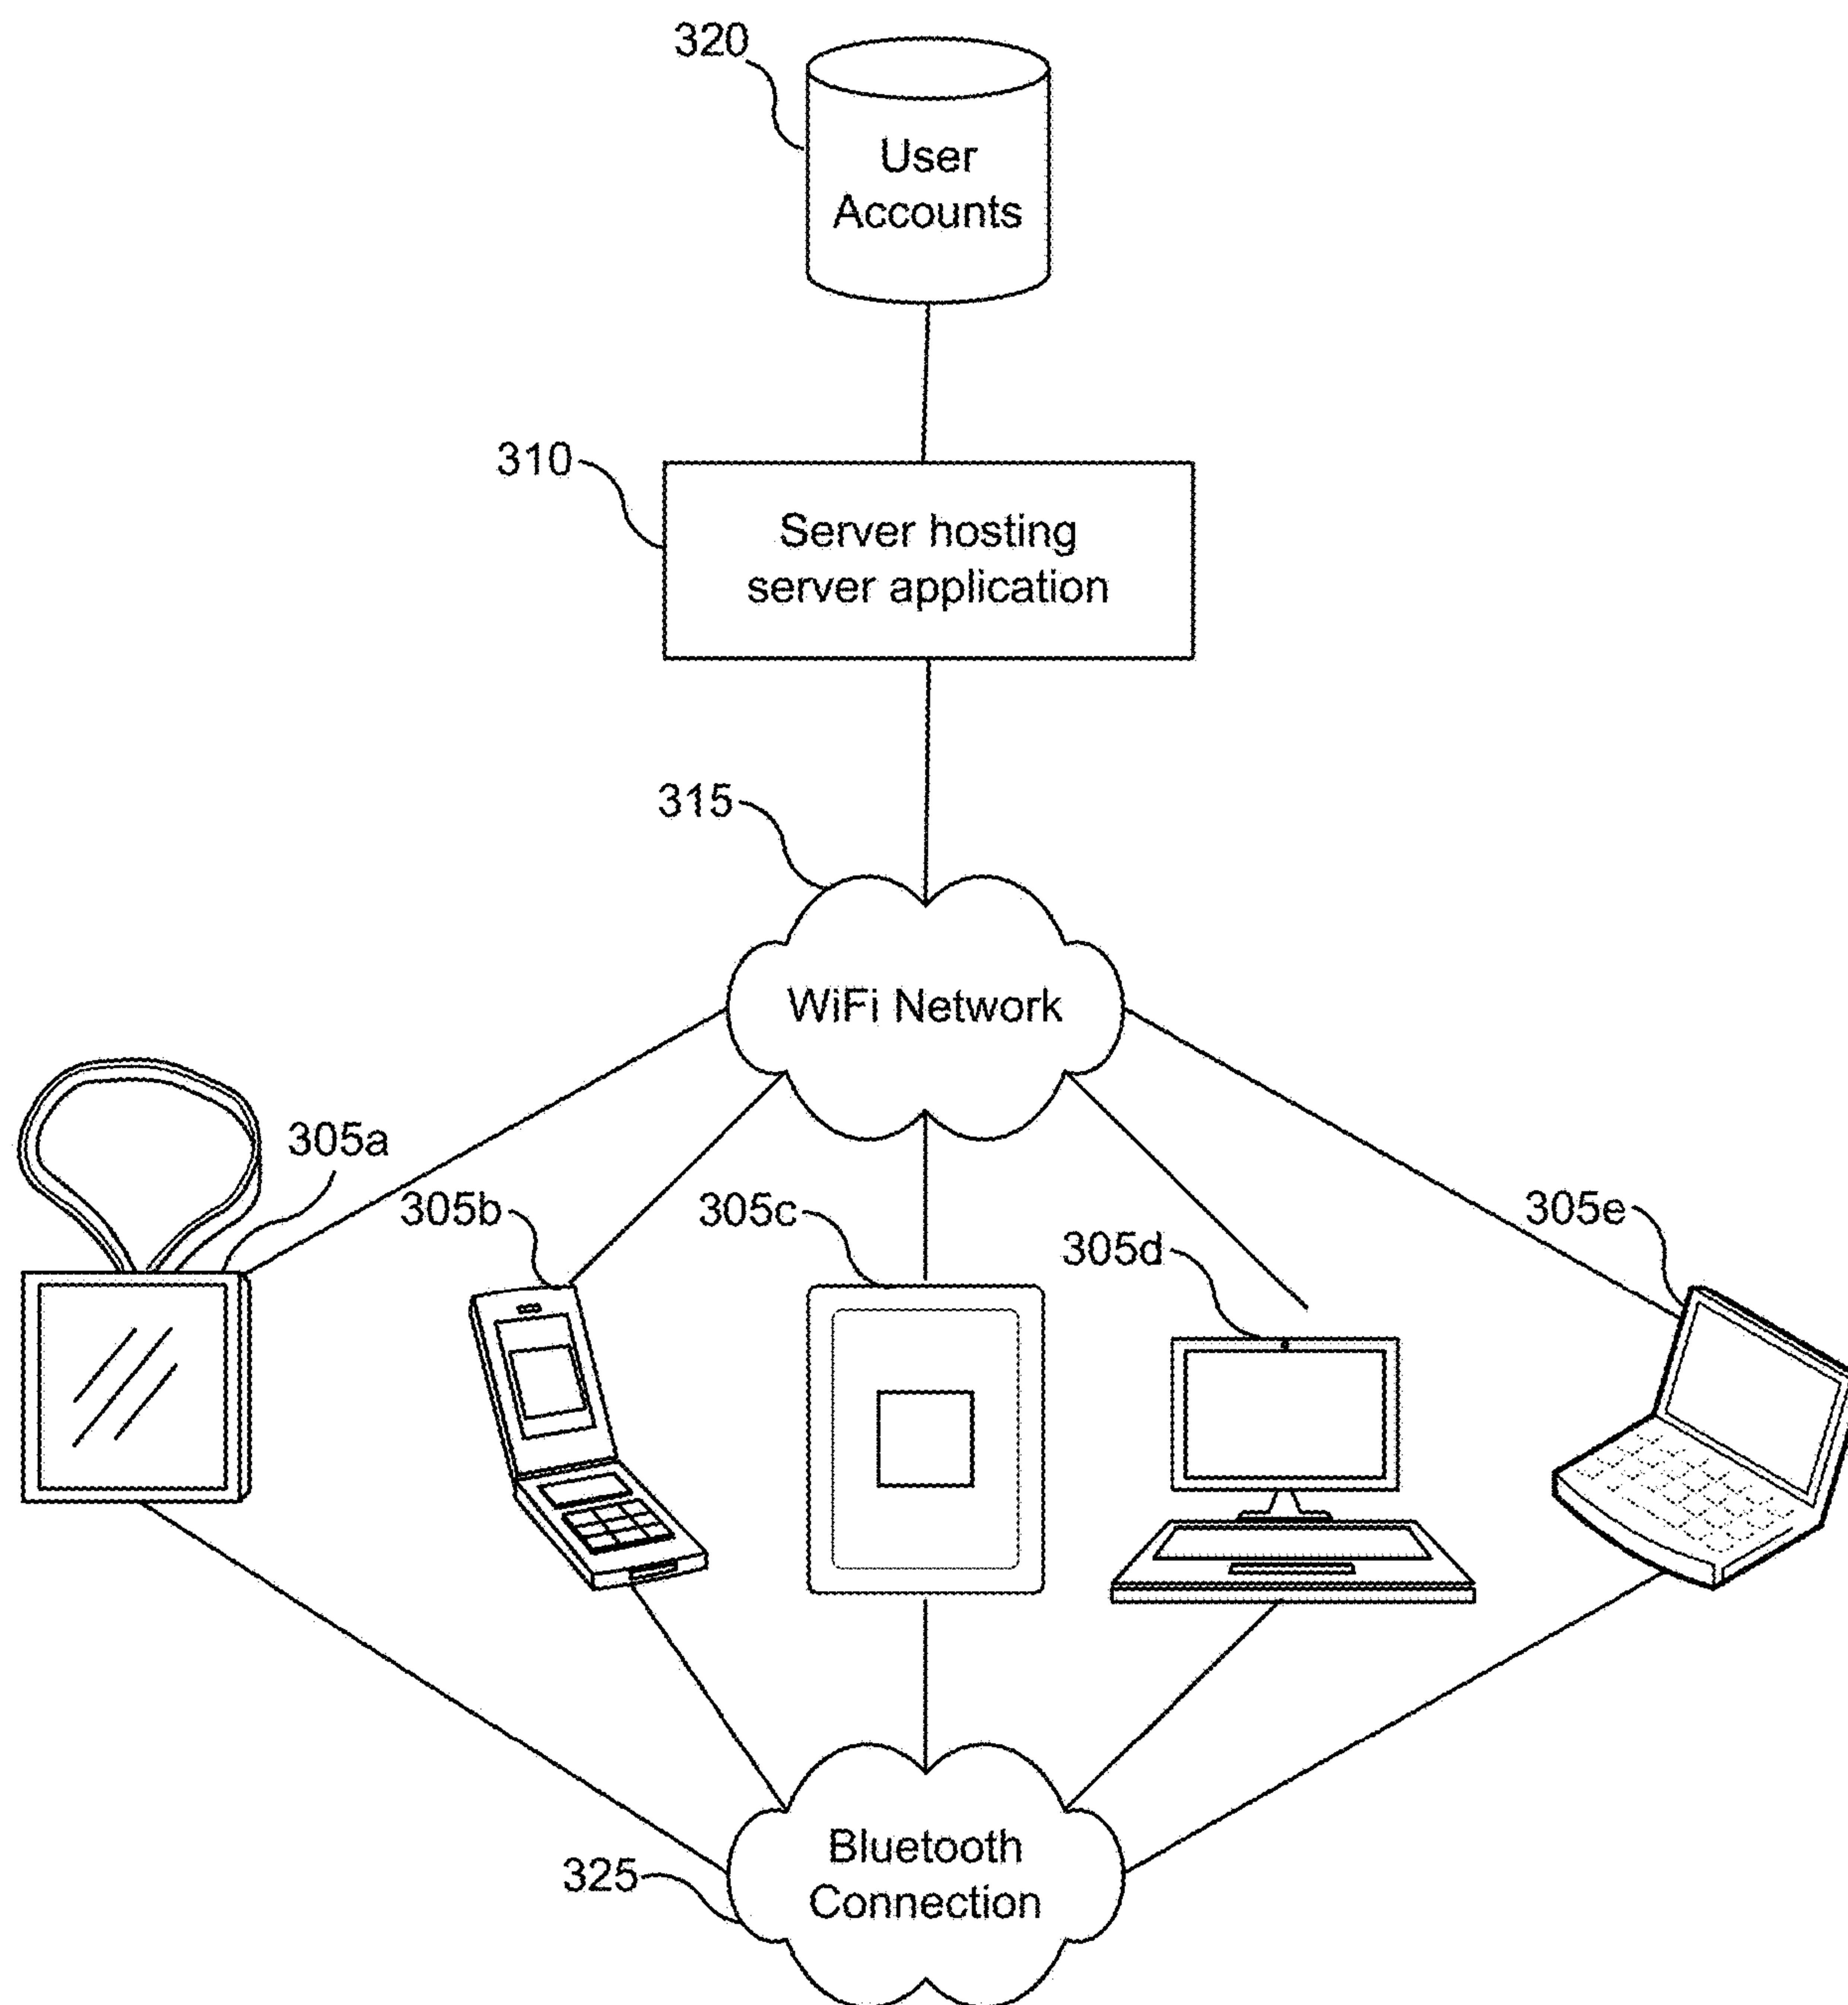 320
User
Accounts
310
Server hosting
server application
315
WiFi Network
305a
305b
305c
305d
305e
Bluetooth
Connection
325